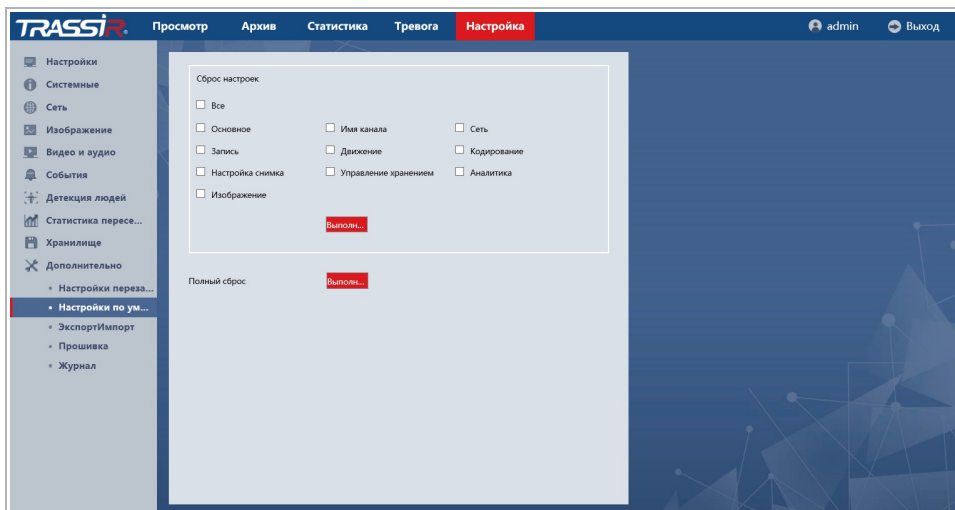 TRASSIR
Просмотр Архив Статистика Тревога Настройка admin Выход
Настройки
Системные
Сеть
Изображение
Видео и аудио
События
Детекция людей
Статистика пересе...
Хранилище
Дополнительно
Настройки переза...
Настройки по ум...
ЭкспортИмпорт
Прошивка
Журнал
Сброс настроек
Все
Основное Имя канала Сеть
Запись Движение Кодирование
Настройка снимка Управление хранением Аналитика
Изображение
Выполн...
Полный сброс Выполн...